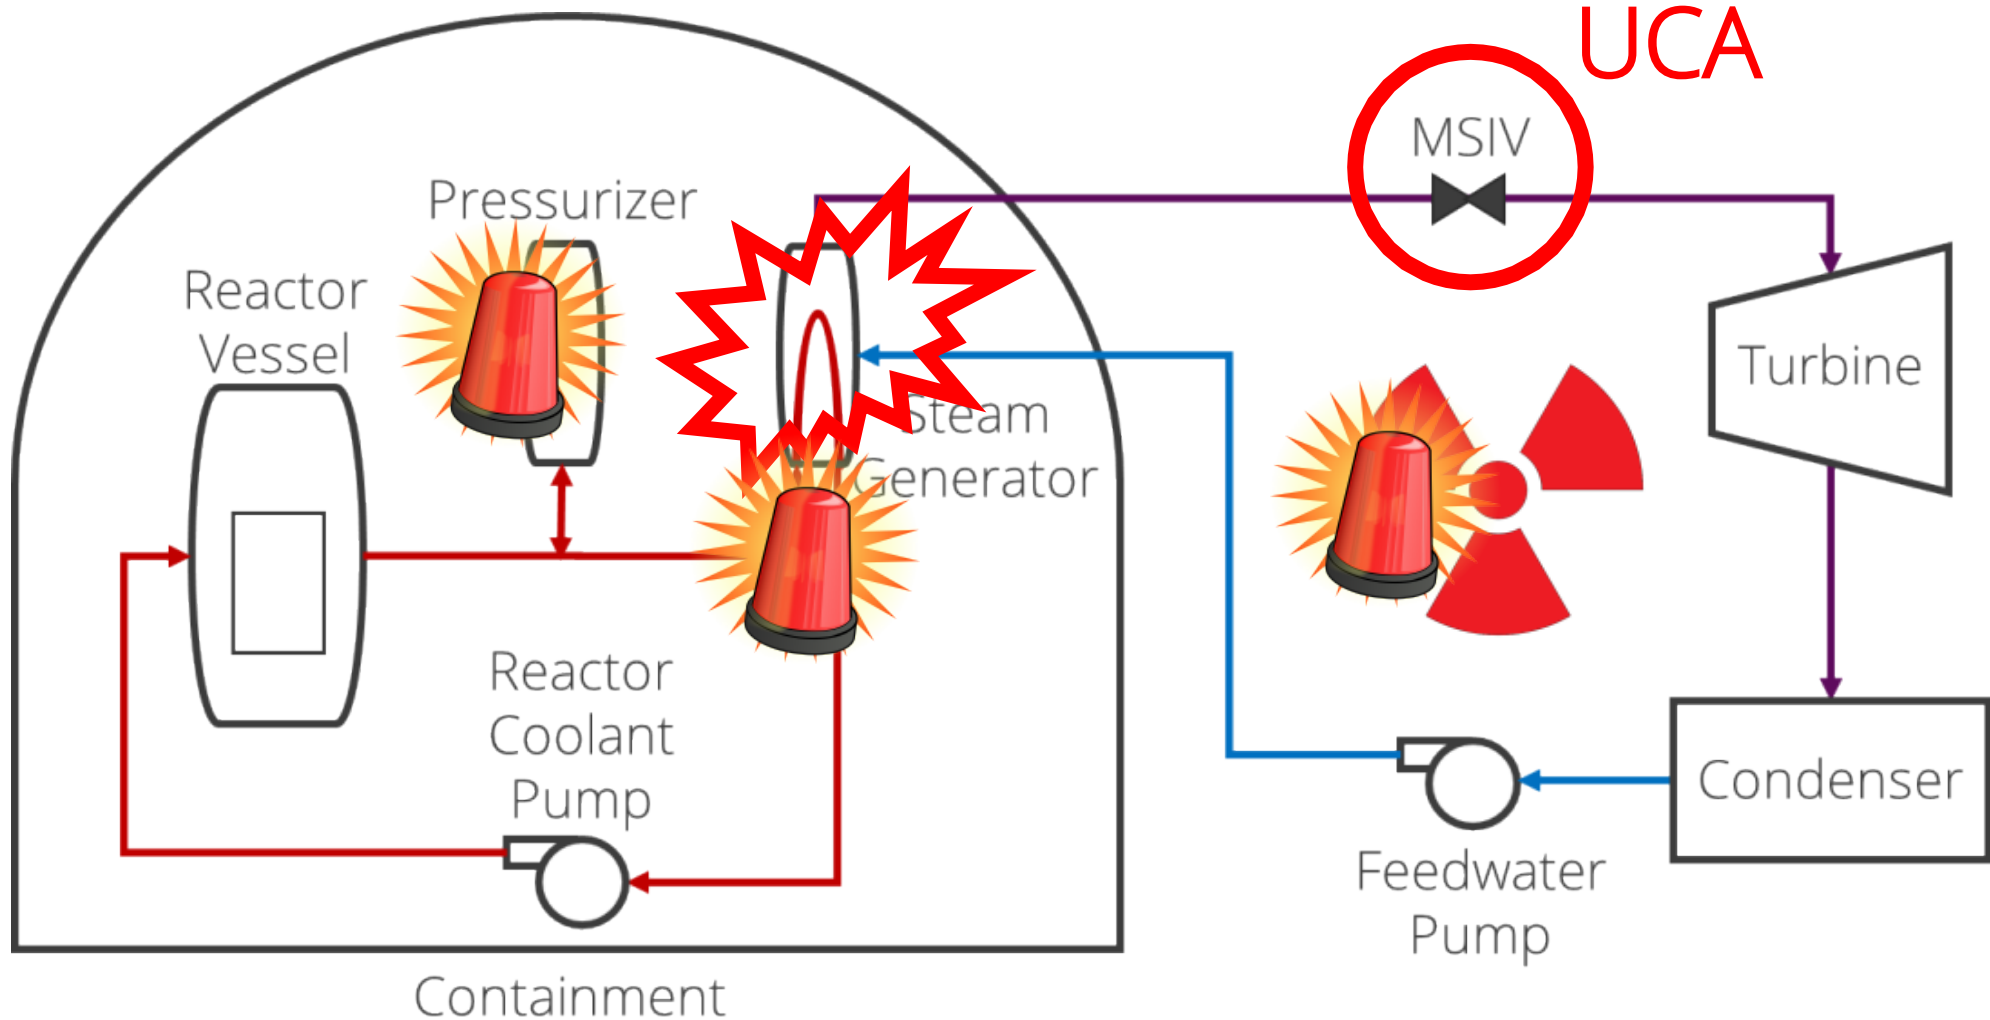 UCA
MSIV
Pressurizer
Reactor
Vessel
Turbine
Steam
Generator
Reactor
Coolant
Pump
Condenser
Feedwater
Pump
Containment